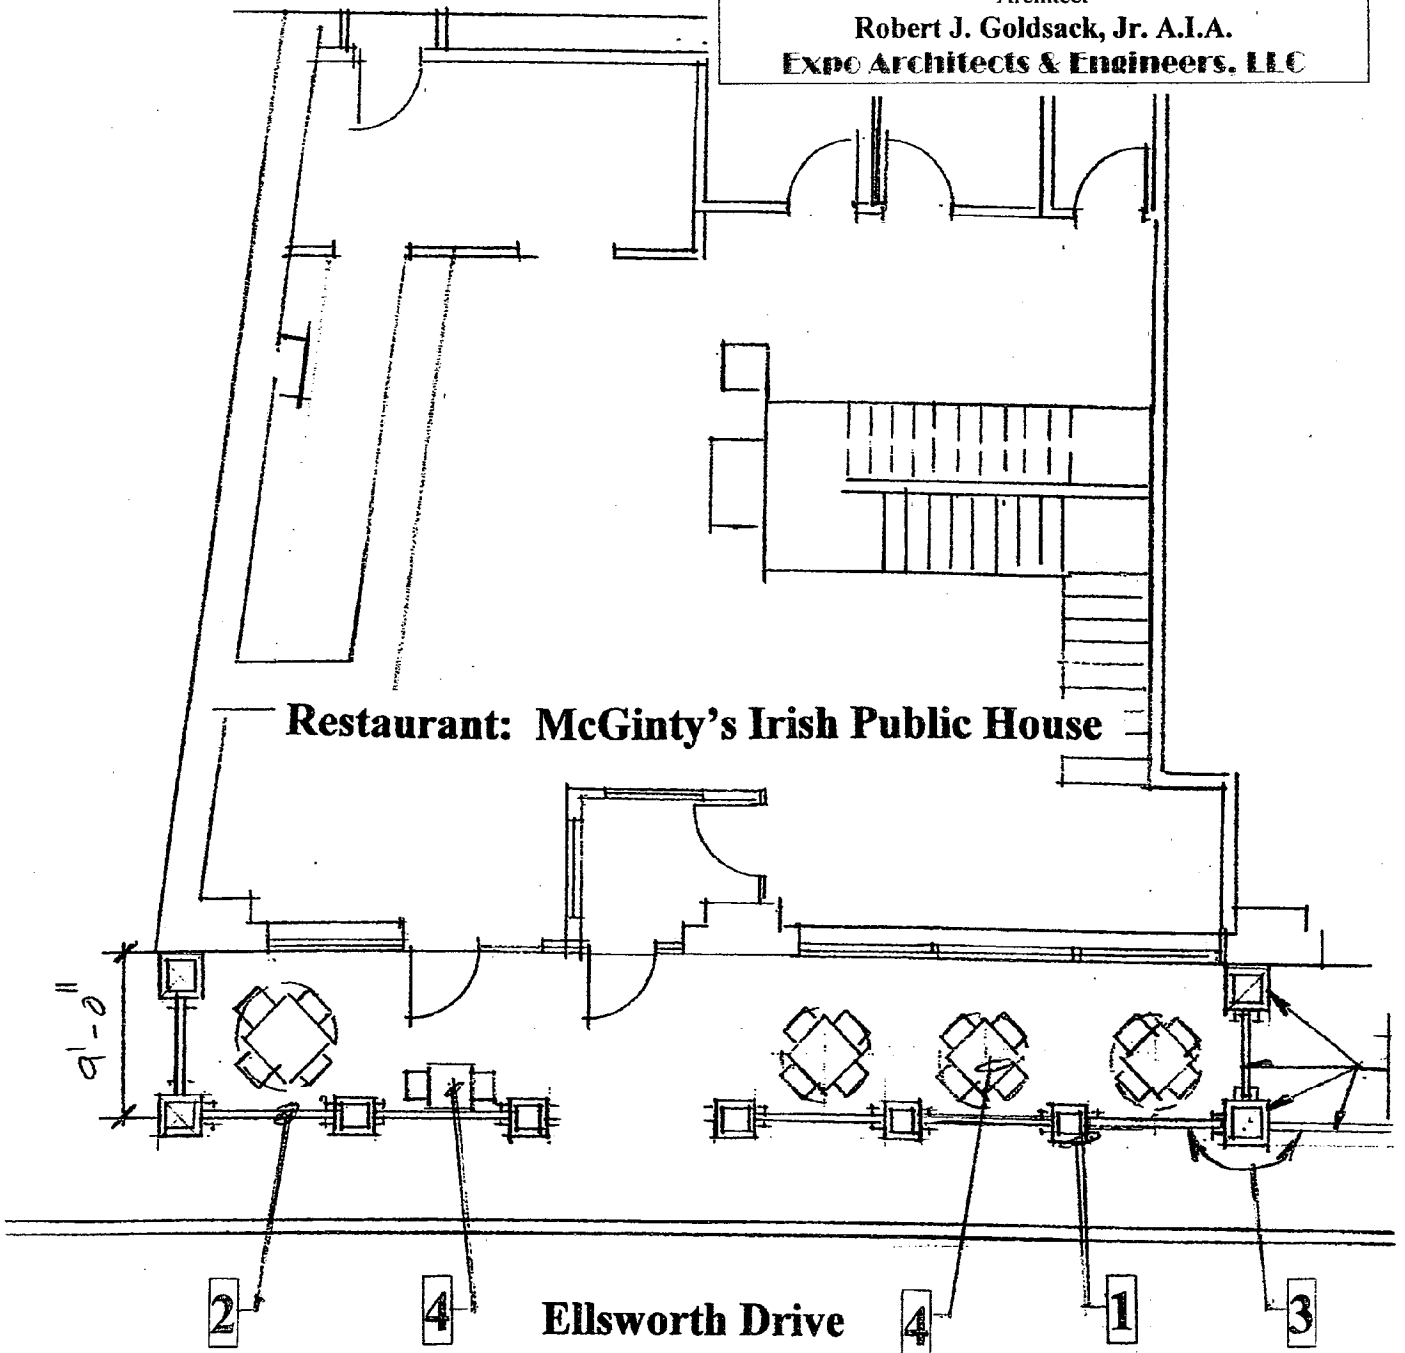 Architect
Robert J. Goldsack, Jr. A.I.A.
Expo Architects & Engineers, LLC
Restaurant: McGinty's Irish Public House
9'-0"
2
4
Ellsworth Drive
4
1
3